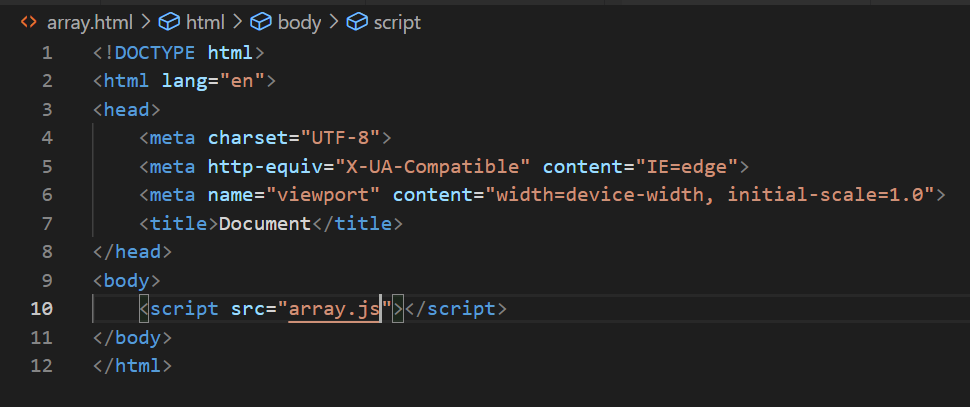 array.html > html > body > script
1 <!DOCTYPE html>
2 <html lang="en">
3 <head>
4     <meta charset="UTF-8">
5     <meta http-equiv="X-UA-Compatible" content="IE=edge">
6     <meta name="viewport" content="width=device-width, initial-scale=1.0">
7     <title>Document</title>
8 </head>
9 <body>
10     <script src="array.js"></script>
11 </body>
12 </html>